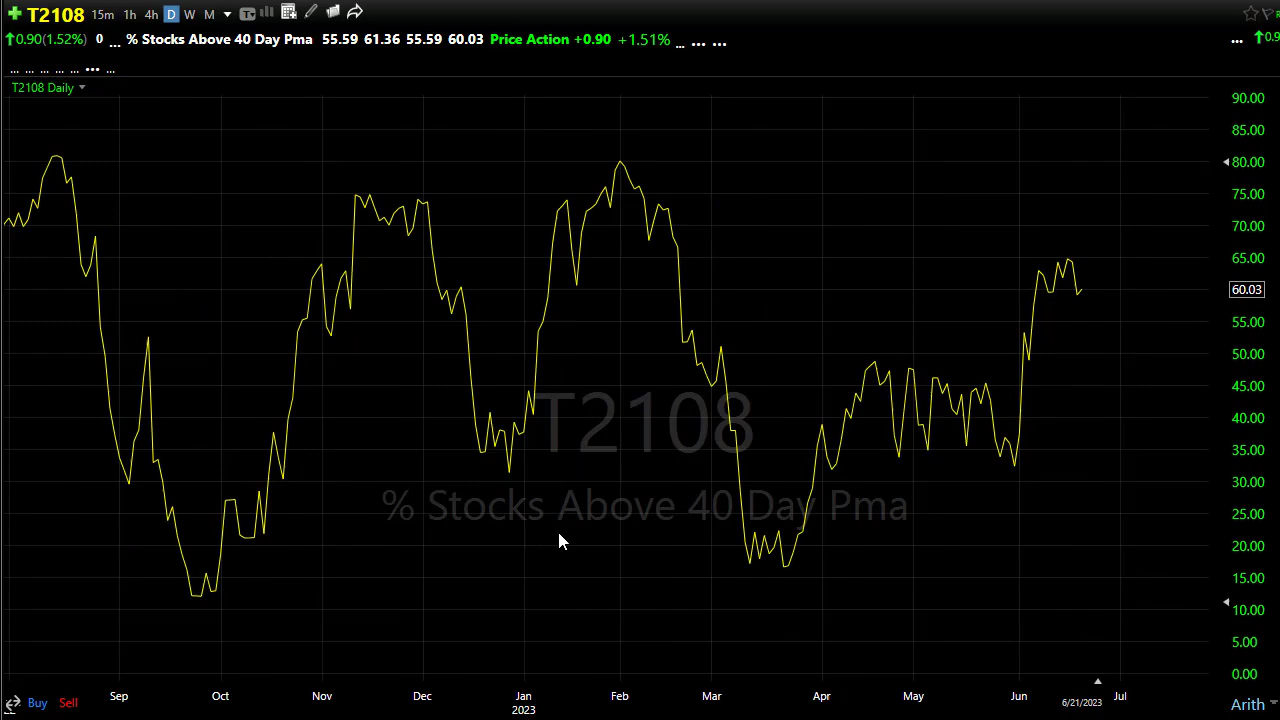 T2108 15m 1h 4h D W M
0.90(1.52%) 0 ... % Stocks Above 40 Day Pma 55.59 61.36 55.59 60.03 Price Action +0.90 +1.51% ... ... ... ... 0.9
... ... ... ... ... ... ...
T2108 Daily
90.00
85.00
80.00
75.00
70.00
65.00
60.03
55.00
50.00
45.00
40.00
35.00
30.00
25.00
20.00
15.00
10.00
5.00
0.00
T2108
% Stocks Above 40 Day Pma
Sep Oct Nov Dec Jan Feb Mar Apr May Jun Jul
2023 6/21/2023
Buy Sell Arith